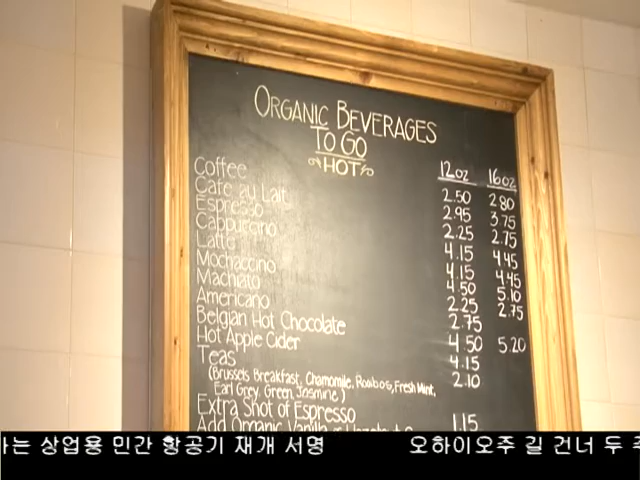 ORGANIC BEVERAGES
TO GO
HOT
12oz 16oz
Coffee 2.50 2.80
Café au Lait 2.95 3.75
Espresso 2.25 2.75
Cappuccino 4.15 4.45
Latte 4.15 4.45
Mochaccino 4.50 5.10
Machiato 2.25 2.75
Americano 2.75
Belgian Hot Chocolate 4.50 5.20
Hot Apple Cider 4.15
Teas 2.10
(Brussels Breakfast, Chamomile, Rooibos, Fresh Mint,
Earl Grey, Green, Jasmine)
Extra Shot of Espresso 1.15
Add Organic Vanilla or Hazelnut
는 상업용 민간 항공기 재개 서명 오하이오주 길 건너 두